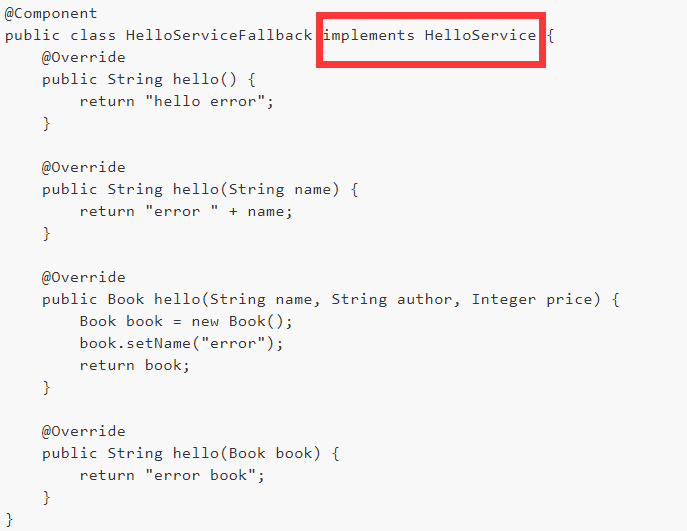 @Component
public class HelloServiceFallback implements HelloService {
    @Override
    public String hello() {
        return "hello error";
    }

    @Override
    public String hello(String name) {
        return "error " + name;
    }

    @Override
    public Book hello(String name, String author, Integer price) {
        Book book = new Book();
        book.setName("error");
        return book;
    }

    @Override
    public String hello(Book book) {
        return "error book";
    }
}